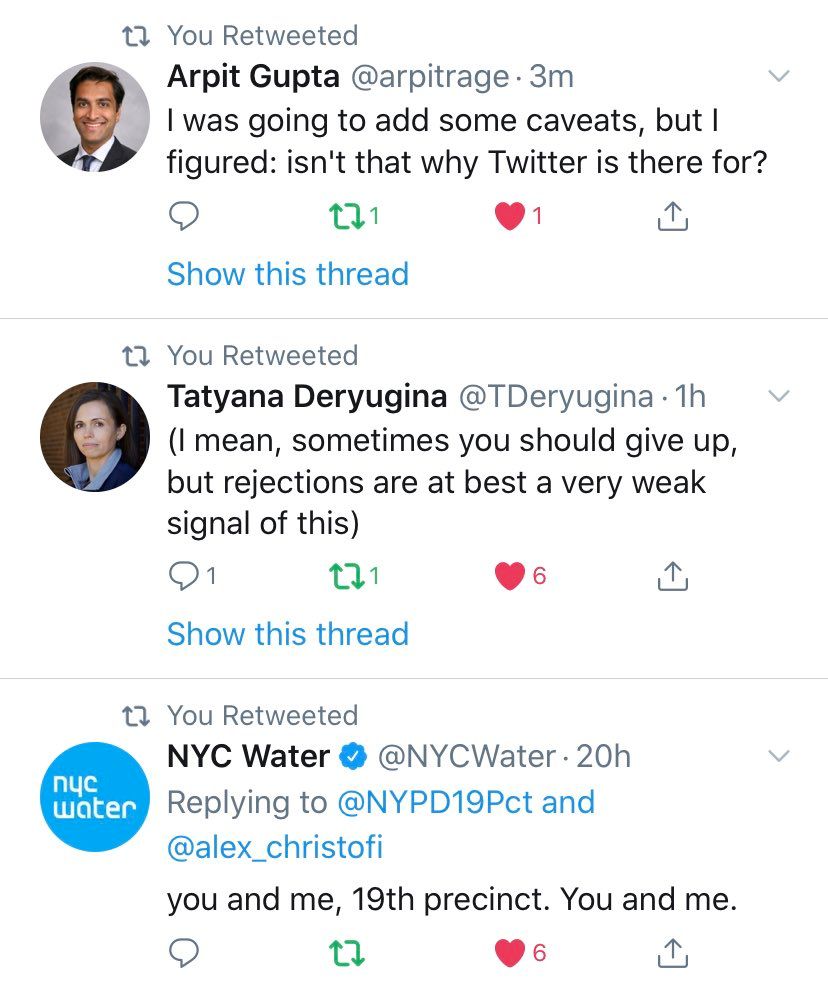 You Retweeted
Arpit Gupta @arpitrage · 3m
I was going to add some caveats, but I
figured: isn't that why Twitter is there for?
1 1
Show this thread
You Retweeted
Tatyana Deryugina @TDeryugina · 1h
(I mean, sometimes you should give up,
but rejections are at best a very weak
signal of this)
1 1 6
Show this thread
You Retweeted
NYC Water @NYCWater · 20h
nyc
water
Replying to @NYPD19Pct and
@alex_christofi
you and me, 19th precinct. You and me.
6